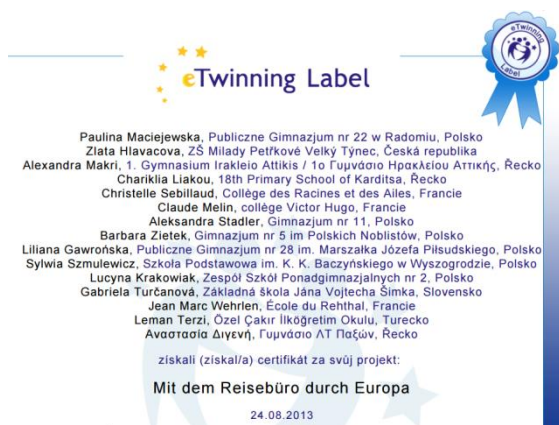 eTwinning
Label
eTwinning Label
Paulina Maciejewska, Publiczne Gimnazjum nr 22 w Radomiu, Polsko
Zlata Hlavacova, ZŠ Milady Petřkové Velký Týnec, Česká republika
Alexandra Makri, 1. Gymnasium Irakleio Attikis / 1ο Γυμνάσιο Ηρακλείου Αττικής, Řecko
Chariklia Liakou, 18th Primary School of Karditsa, Řecko
Christelle Sebillaud, Collège des Racines et des Ailes, Francie
Claude Melin, collège Victor Hugo, Francie
Aleksandra Stadler, Gimnazjum nr 11, Polsko
Barbara Zietek, Gimnazjum nr 5 im Polskich Noblistów, Polsko
Liliana Gawrońska, Publiczne Gimnazjum nr 28 im. Marszałka Józefa Piłsudskiego, Polsko
Sylwia Szmulewicz, Szkoła Podstawowa im. K. K. Baczyńskiego w Wyszogrodzie, Polsko
Lucyna Krakowiak, Zespół Szkół Ponadgimnazjalnych nr 2, Polsko
Gabriela Turčanová, Základná škola Jána Vojtecha Šimka, Slovensko
Jean Marc Wehrlen, École du Rehthal, Francie
Leman Terzi, Özel Çakır İlköğretim Okulu, Turecko
Αναστασία Διγενή, Γυμνάσιο ΛΤ Παξών, Řecko
získali (získal/a) certifikát za svůj projekt:
Mit dem Reisebüro durch Europa
24.08.2013